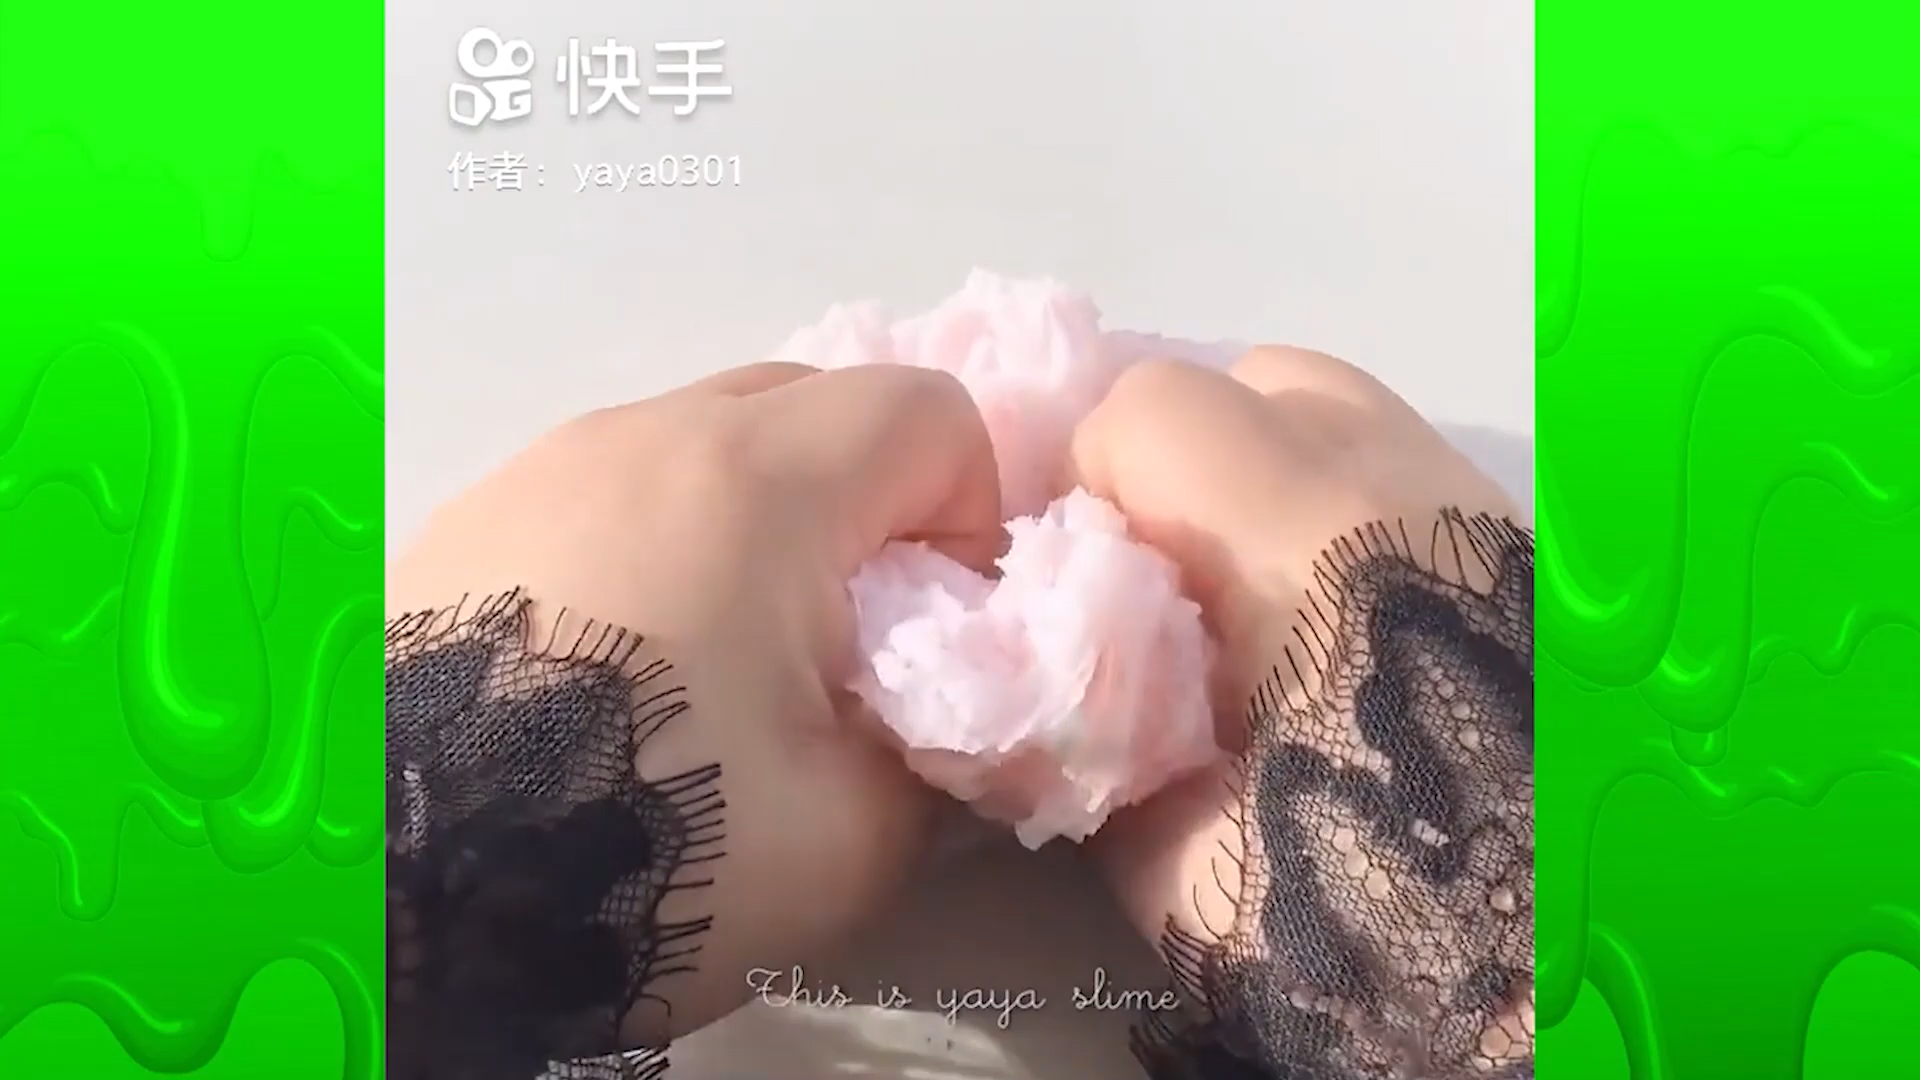 快手
作者：yaya0301
This is yaya slime